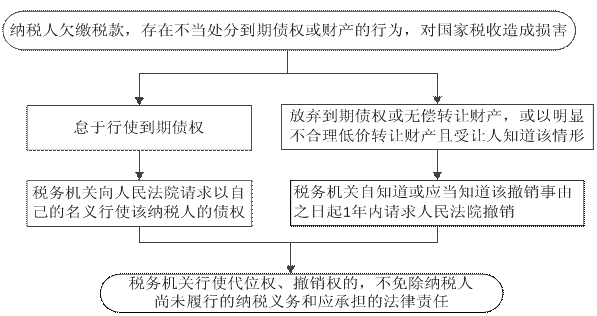 纳税人欠缴税款，存在不当处分到期债权或财产的行为，对国家税收造成损害
怠于行使到期债权
放弃到期债权或无偿转让财产，或以明显
不合理低价转让财产且受让人知道该情形
税务机关向人民法院请求以自
己的名义行使该纳税人的债权
税务机关自知道或应当知道该撤销事由
之日起1年内请求人民法院撤销
税务机关行使代位权、撤销权的，不免除纳税人
尚未履行的纳税义务和应承担的法律责任